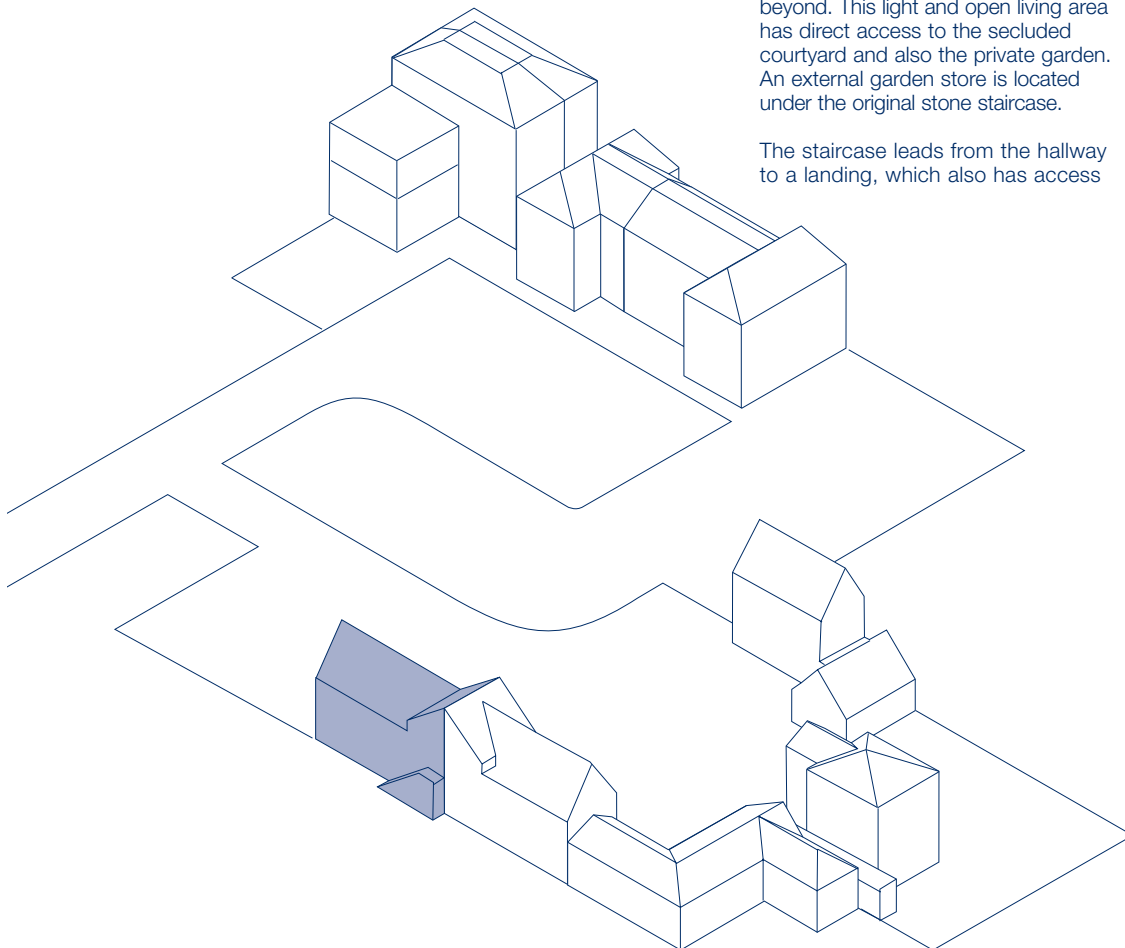 beyond. This light and open living area
has direct access to the secluded
courtyard and also the private garden.
An external garden store is located
under the original stone staircase.
The staircase leads from the hallway
to a landing, which also has access